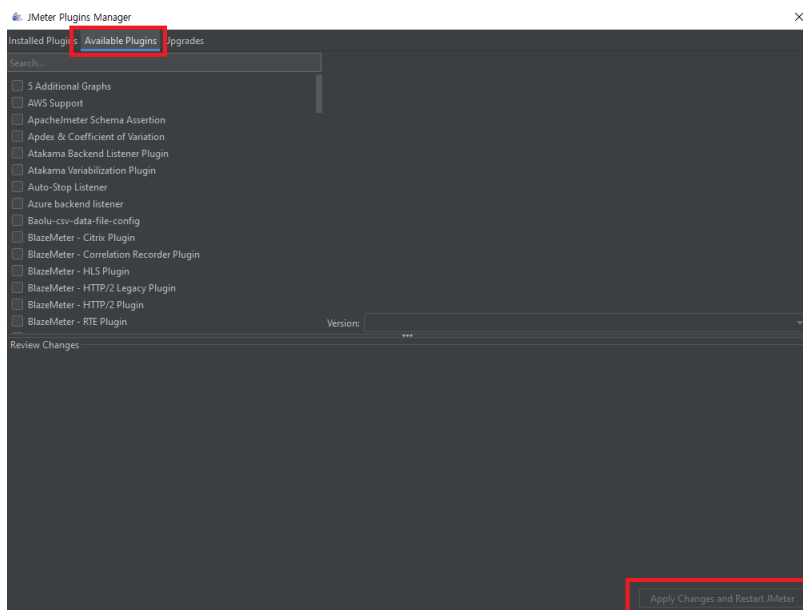 JMeter Plugins Manager
Installed Plugins Available Plugins Upgrades
Search...
5 Additional Graphs
AWS Support
ApacheJmeter Schema Assertion
Apdex & Coefficient of Variation
Atakama Backend Listener Plugin
Atakama Variabilization Plugin
Auto-Stop Listener
Azure backend listener
Baolu-csv-data-file-config
BlazeMeter - Citrix Plugin
BlazeMeter - Correlation Recorder Plugin
BlazeMeter - HLS Plugin
BlazeMeter - HTTP/2 Legacy Plugin
BlazeMeter - HTTP/2 Plugin
BlazeMeter - RTE Plugin
Version:
Review Changes
Apply Changes and Restart JMeter